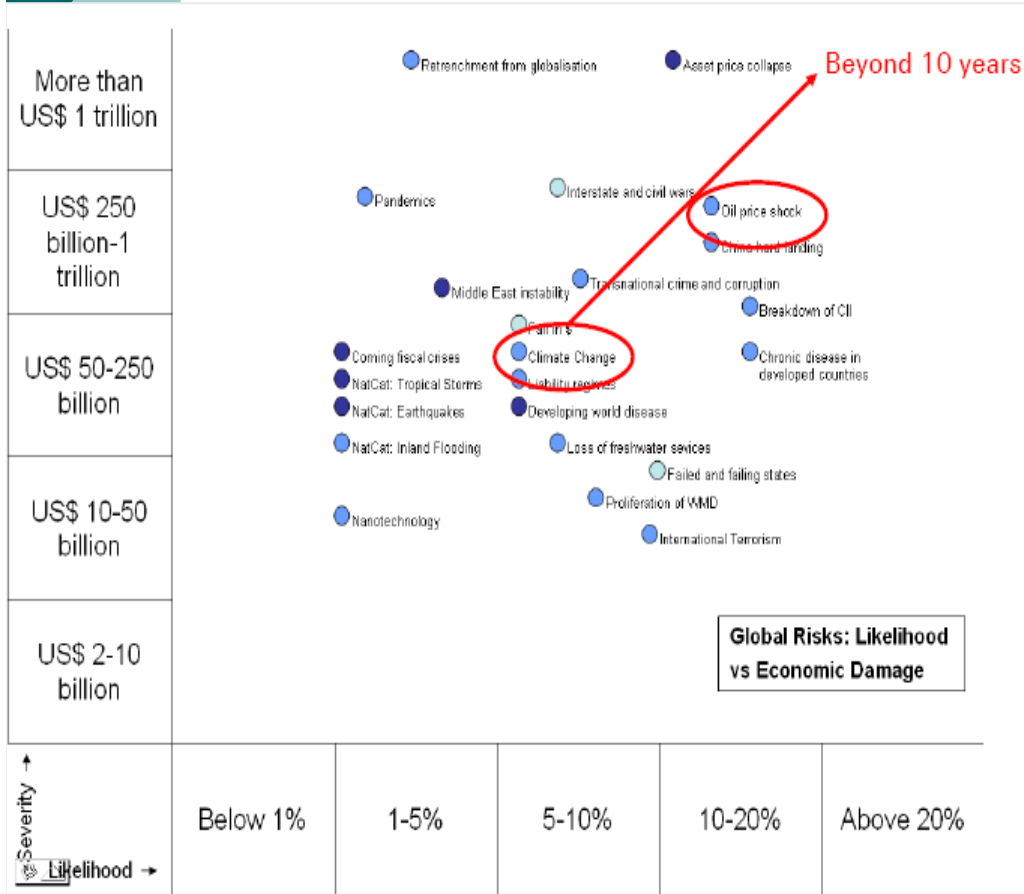 More than
US$ 1 trillion
Retrenchment from globalisation
Asset price collapse
Beyond 10 years
US$ 250
billion-1
trillion
Pandemics
Interstate and civil wars
Oil price shock
China hard landing
Middle East instability
Transnational crime and corruption
Breakdown of CII
Fall in $
US$ 50-250
billion
Coming fiscal crises
Climate Change
Chronic disease in
developed countries
NatCat: Tropical Storms
Liability regimes
NatCat: Earthquakes
Developing world disease
NatCat: Inland Flooding
Loss of freshwater sevices
Failed and failing states
US$ 10-50
billion
Proliferation of WMD
Nanotechnology
International Terrorism
US$ 2-10
billion
Global Risks: Likelihood
vs Economic Damage
Severity →
Likelihood →
Below 1%
1-5%
5-10%
10-20%
Above 20%